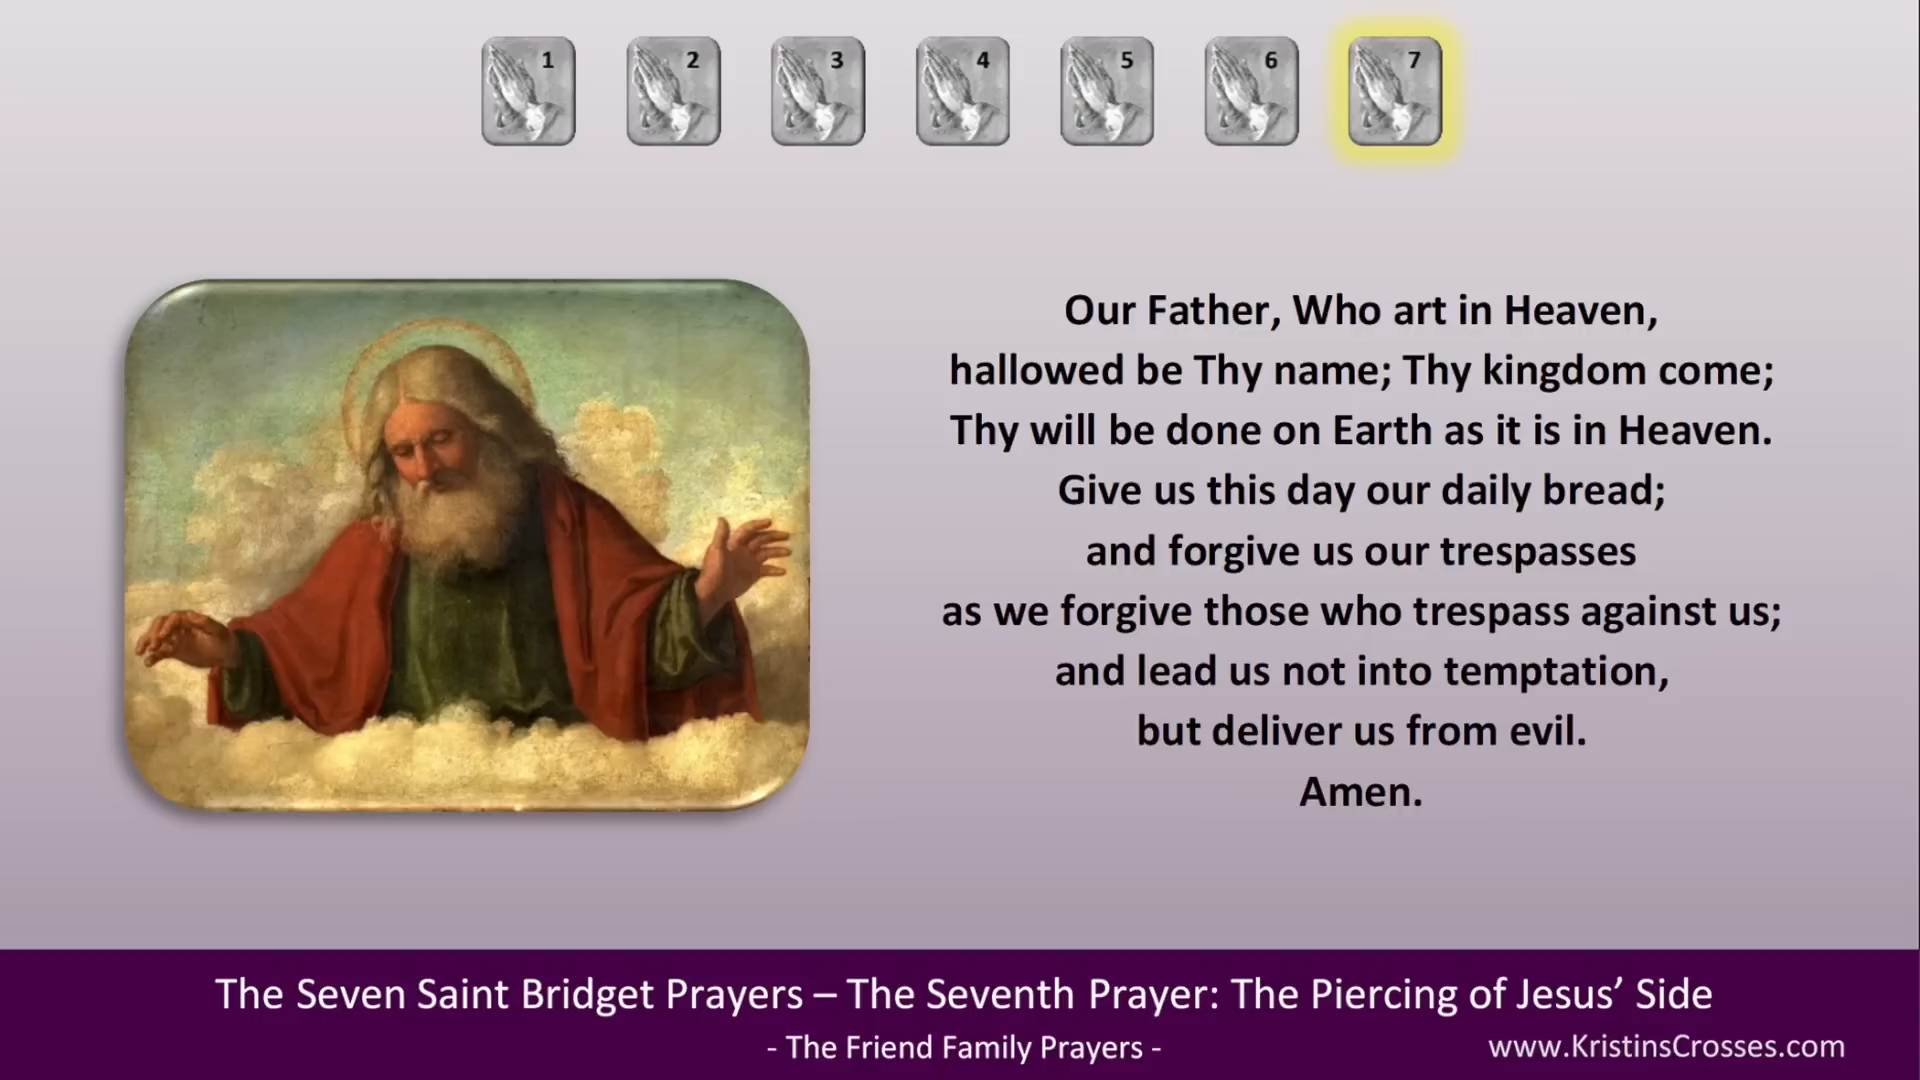 1 2 3 4 5 6 7
Our Father, Who art in Heaven,
hallowed be Thy name; Thy kingdom come;
Thy will be done on Earth as it is in Heaven.
Give us this day our daily bread;
and forgive us our trespasses
as we forgive those who trespass against us;
and lead us not into temptation,
but deliver us from evil.
Amen.
The Seven Saint Bridget Prayers – The Seventh Prayer: The Piercing of Jesus’ Side
- The Friend Family Prayers -
www.KristinsCrosses.com